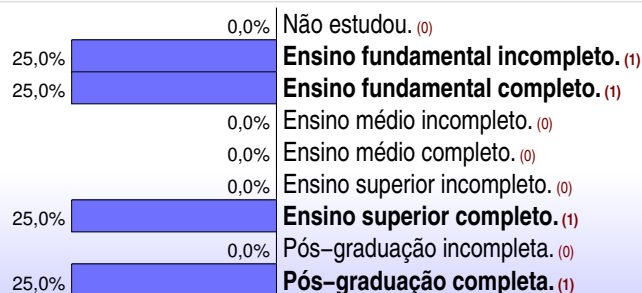 0,0% Não estudou. (0)
25,0% Ensino fundamental incompleto. (1)
25,0% Ensino fundamental completo. (1)
0,0% Ensino médio incompleto. (0)
0,0% Ensino médio completo. (0)
0,0% Ensino superior incompleto. (0)
25,0% Ensino superior completo. (1)
0,0% Pós−graduação incompleta. (0)
25,0% Pós−graduação completa. (1)